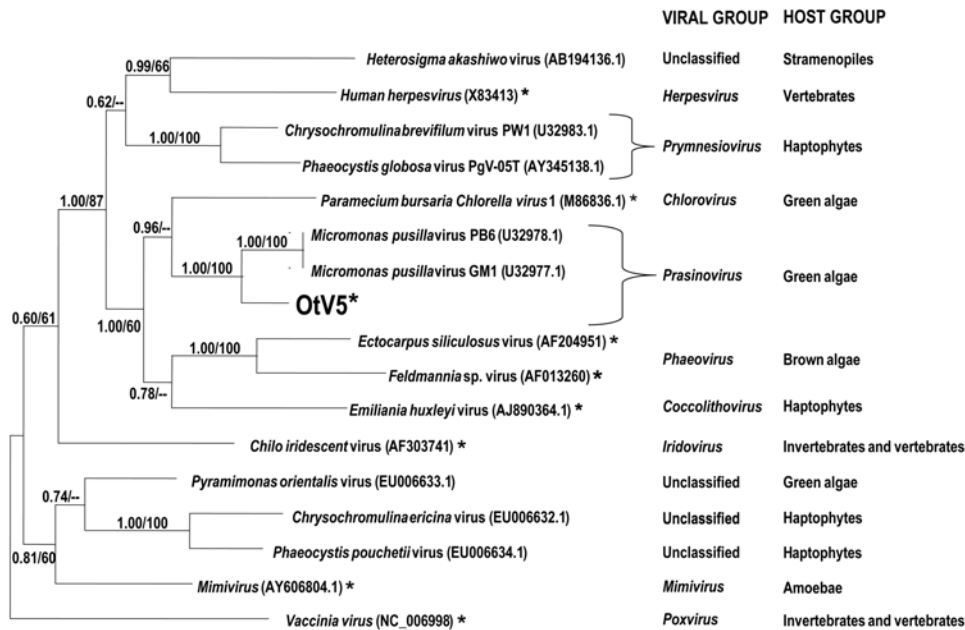 VIRAL GROUP HOST GROUP
Heterosigma akashiwo virus (AB194136.1) Unclassified Stramenopiles
0.99/66
Human herpesvirus (X83413) * Herpesvirus Vertebrates
0.62/--
Chrysochromulina brevifilum virus PW1 (U32983.1)
1.00/100
Prymnesiovirus Haptophytes
Phaeocystis globosa virus PgV-05T (AY345138.1)
1.00/87
Paramecium bursaria Chlorella virus 1 (M86836.1) * Chlorovirus Green algae
0.96/--
Micromonas pusilla virus PB6 (U32978.1)
1.00/100
1.00/100
Micromonas pusilla virus GM1 (U32977.1) Prasinovirus Green algae
OtV5*
0.60/61
1.00/60
Ectocarpus siliculosus virus (AF204951) *
1.00/100
Phaeovirus Brown algae
Feldmannia sp. virus (AF013260) *
0.78/--
Emiliania huxleyi virus (AJ890364.1) * Coccolithovirus Haptophytes
Chilo iridescent virus (AF303741) * Iridovirus Invertebrates and vertebrates
Pyramimonas orientalis virus (EU006633.1) Unclassified Green algae
0.74/--
Chrysochromulina ericina virus (EU006632.1) Unclassified Haptophytes
1.00/100
Phaeocystis pouchetii virus (EU006634.1) Unclassified Haptophytes
0.81/60
Mimivirus (AY606804.1) * Mimivirus Amoebae
Vaccinia virus (NC_006998) * Poxvirus Invertebrates and vertebrates